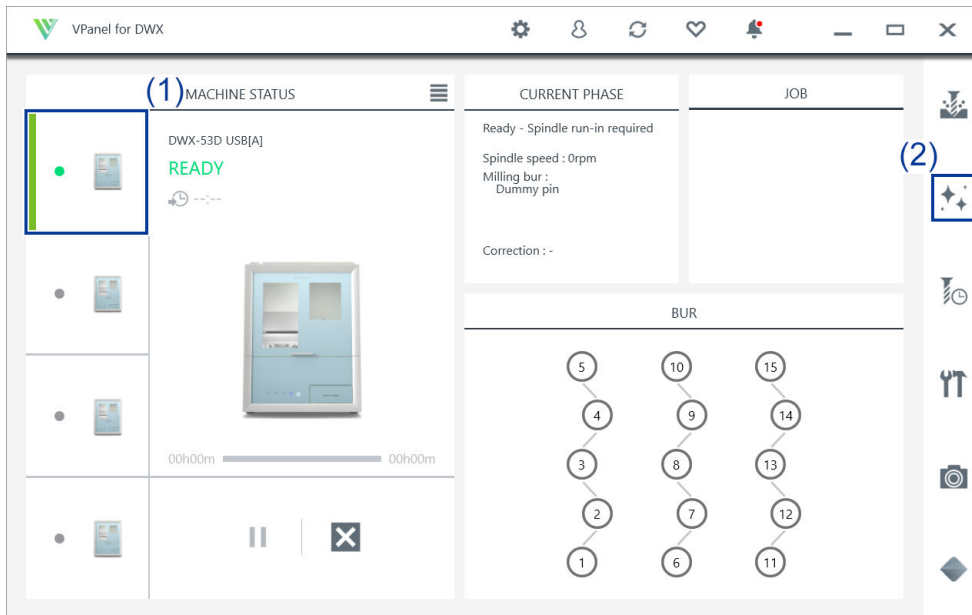 VPanel for DWX
(1)
MACHINE STATUS
DWX-53D USB[A]
READY
--:--
00h00m
00h00m
CURRENT PHASE
Ready - Spindle run-in required
Spindle speed : 0rpm
Milling bur :
Dummy pin
Correction : -
JOB
(2)
BUR
5 10 15
4 9 14
3 8 13
2 7 12
1 6 11